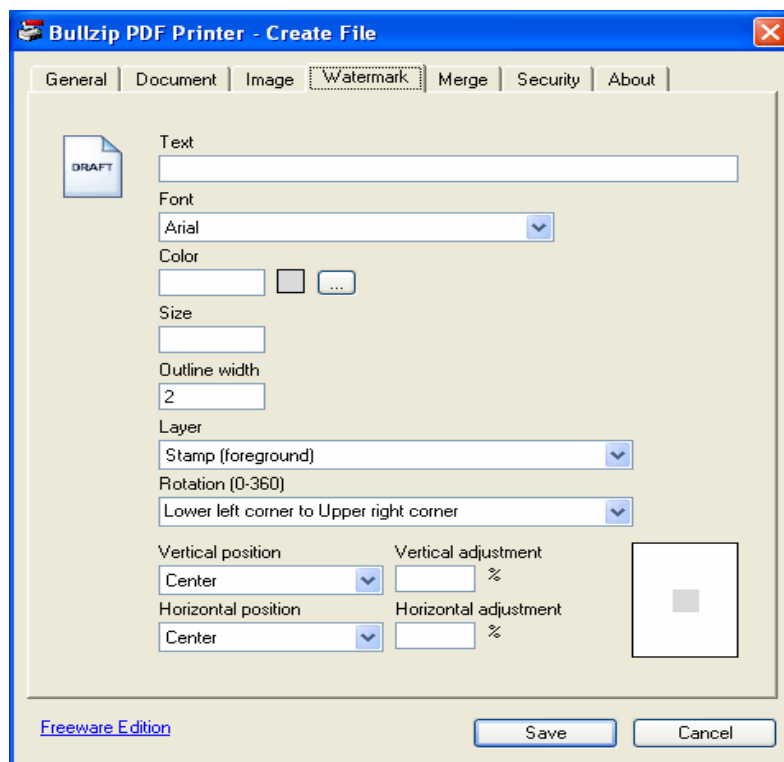 Bullzip PDF Printer - Create File
General Document Image Watermark Merge Security About
DRAFT
Text
Font
Arial
Color
...
Size
Outline width
2
Layer
Stamp (foreground)
Rotation (0-360)
Lower left corner to Upper right corner
Vertical position Vertical adjustment
Center %
Horizontal position Horizontal adjustment
Center %
Freeware Edition Save Cancel